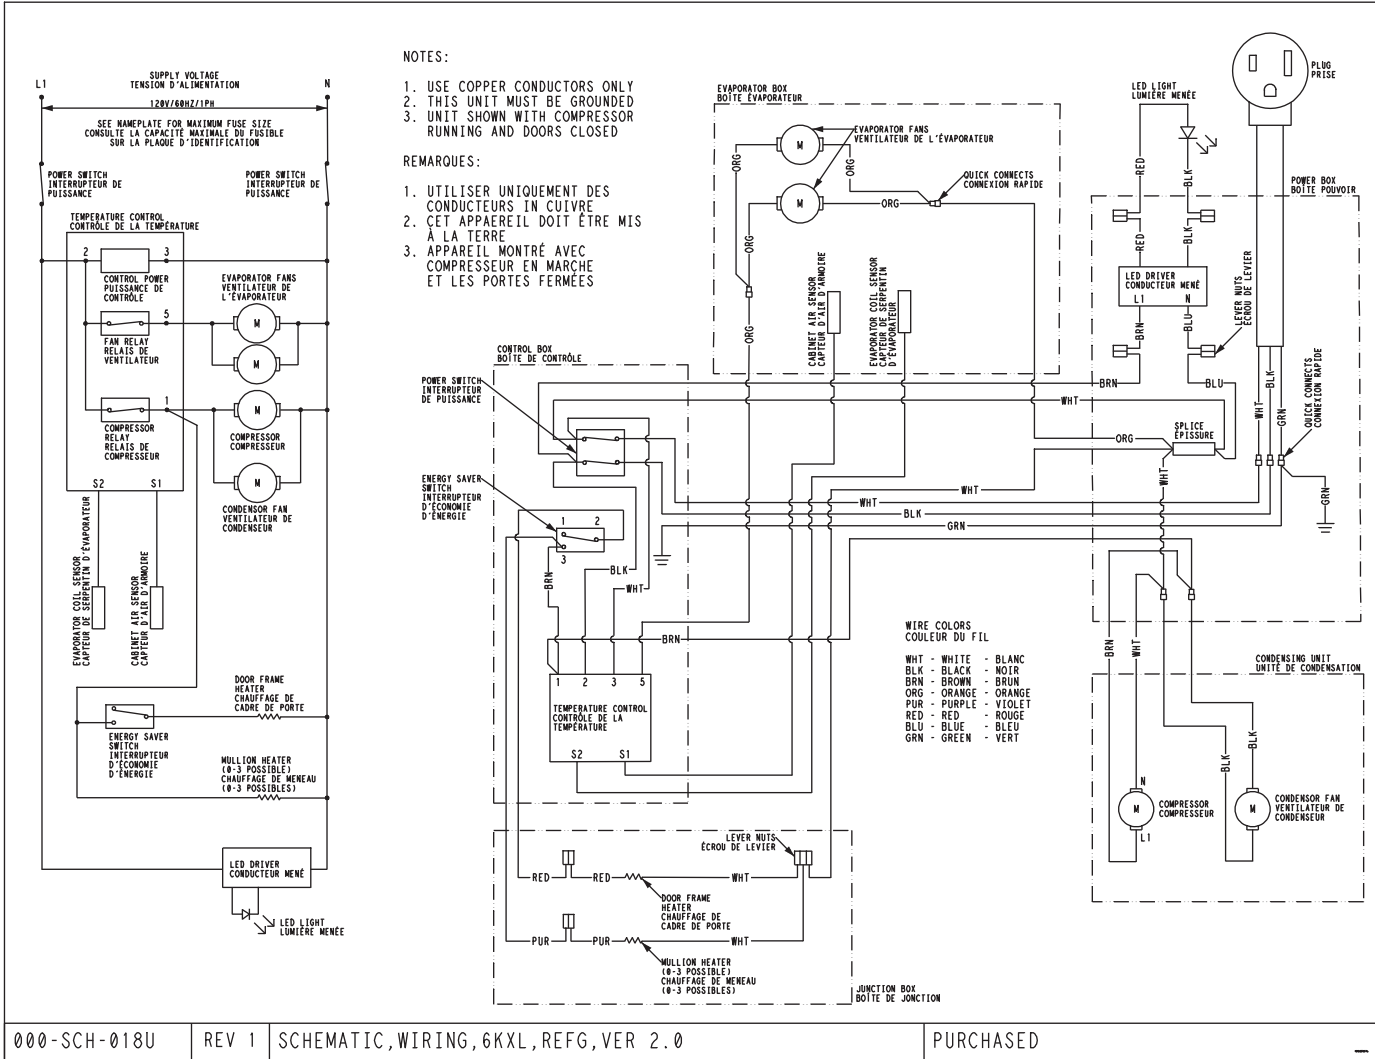 L1
SUPPLY VOLTAGE
TENSION D'ALIMENTATION
N
120V/60HZ/1PH
SEE NAMEPLATE FOR MAXIMUM FUSE SIZE
CONSULTE LA CAPACITÉ MAXIMALE DU FUSIBLE
SUR LA PLAQUE D'IDENTIFICATION
POWER SWITCH
INTERRUPTEUR DE
PUISSANCE
POWER SWITCH
INTERRUPTEUR DE
PUISSANCE
TEMPERATURE CONTROL
CONTRÔLE DE LA TEMPÉRATURE
2
3
CONTROL POWER
PUISSANCE DE
CONTRÔLE
5
FAN RELAY
RELAIS DE
VENTILATEUR
1
COMPRESSOR
RELAY
RELAIS DE
COMPRESSEUR
S2
S1
EVAPORATOR FANS
VENTILATEUR DE
L'ÉVAPORATEUR
M
M
M
COMPRESSOR
COMPRESSEUR
M
CONDENSOR FAN
VENTILATEUR DE
CONDENSEUR
EVAPORATOR COIL SENSOR
CAPTEUR DE SERPENTIN D'ÉVAPORATEUR
CABINET AIR SENSOR
CAPTEUR D'AIR D'ARMOIRE
DOOR FRAME
HEATER
CHAUFFAGE DE
CADRE DE PORTE
ENERGY SAVER
SWITCH
INTERRUPTEUR
D'ÉCONOMIE
D'ÉNERGIE
MULLION HEATER
(0-3 POSSIBLE)
CHAUFFAGE DE MENEAU
(0-3 POSSIBLES)
LED DRIVER
CONDUCTEUR MENÉ
LED LIGHT
LUMIÈRE MENÉE
NOTES:
1. USE COPPER CONDUCTORS ONLY
2. THIS UNIT MUST BE GROUNDED
3. UNIT SHOWN WITH COMPRESSOR
RUNNING AND DOORS CLOSED
REMARQUES:
1. UTILISER UNIQUEMENT DES
CONDUCTEURS IN CUIVRE
2. CET APPAEREIL DOIT ÊTRE MIS
À LA TERRE
3. APPAREIL MONTRÉ AVEC
COMPRESSEUR EN MARCHE
ET LES PORTES FERMÉES
EVAPORATOR BOX
BOÎTE ÉVAPORATEUR
M
M
EVAPORATOR FANS
VENTILATEUR DE L'ÉVAPORATEUR
ORG
ORG
ORG
ORG
ORG
QUICK CONNECTS
CONNEXION RAPIDE
CABINET AIR SENSOR
CAPTEUR D'AIR D'ARMOIRE
EVAPORATOR COIL SENSOR
CAPTEUR DE SERPENTIN
D'ÉVAPORATEUR
LED LIGHT
LUMIÈRE MENÉE
PLUG
PRISE
RED
BLK
POWER BOX
BOÎTE POUVOIR
RED
BLK
LED DRIVER
CONDUCTEUR MENÉ
L1
N
BRN
BLU
LEVER NUTS
ÉCROU DE LEVIER
BRN
BLU
WHT
SPLICE
ÉPISSURE
ORG
WHT
WHT
BLK
GRN
QUICK CONNECTS
CONNEXION RAPIDE
GRN
CONTROL BOX
BOÎTE DE CONTRÔLE
POWER SWITCH
INTERRUPTEUR
DE PUISSANCE
ENERGY SAVER
SWITCH
INTERRUPTEUR
D'ÉCONOMIE
D'ÉNERGIE
1
2
3
BRN
BLK
WHT
WHT
WHT
BLK
GRN
BRN
1
2
3
5
TEMPERATURE CONTROL
CONTRÔLE DE LA
TEMPÉRATURE
S2
S1
WIRE COLORS
COULEUR DU FIL
WHT - WHITE - BLANC
BLK - BLACK - NOIR
BRN - BROWN - BRUN
ORG - ORANGE - ORANGE
PUR - PURPLE - VIOLET
RED - RED - ROUGE
BLU - BLUE - BLEU
GRN - GREEN - VERT
BRN
WHT
CONDENSING UNIT
UNITÉ DE CONDENSATION
BLK
BLK
N
M
L1
COMPRESSOR
COMPRESSEUR
M
CONDENSOR FAN
VENTILATEUR DE
CONDENSEUR
LEVER NUTS
ÉCROU DE LEVIER
RED
RED
WHT
DOOR FRAME
HEATER
CHAUFFAGE DE
CADRE DE PORTE
PUR
PUR
WHT
MULLION HEATER
(0-3 POSSIBLE)
CHAUFFAGE DE MENEAU
(0-3 POSSIBLES)
JUNCTION BOX
BOÎTE DE JONCTION
000-SCH-018U
REV 1
SCHEMATIC,WIRING,6KXL,REFG,VER 2.0
PURCHASED